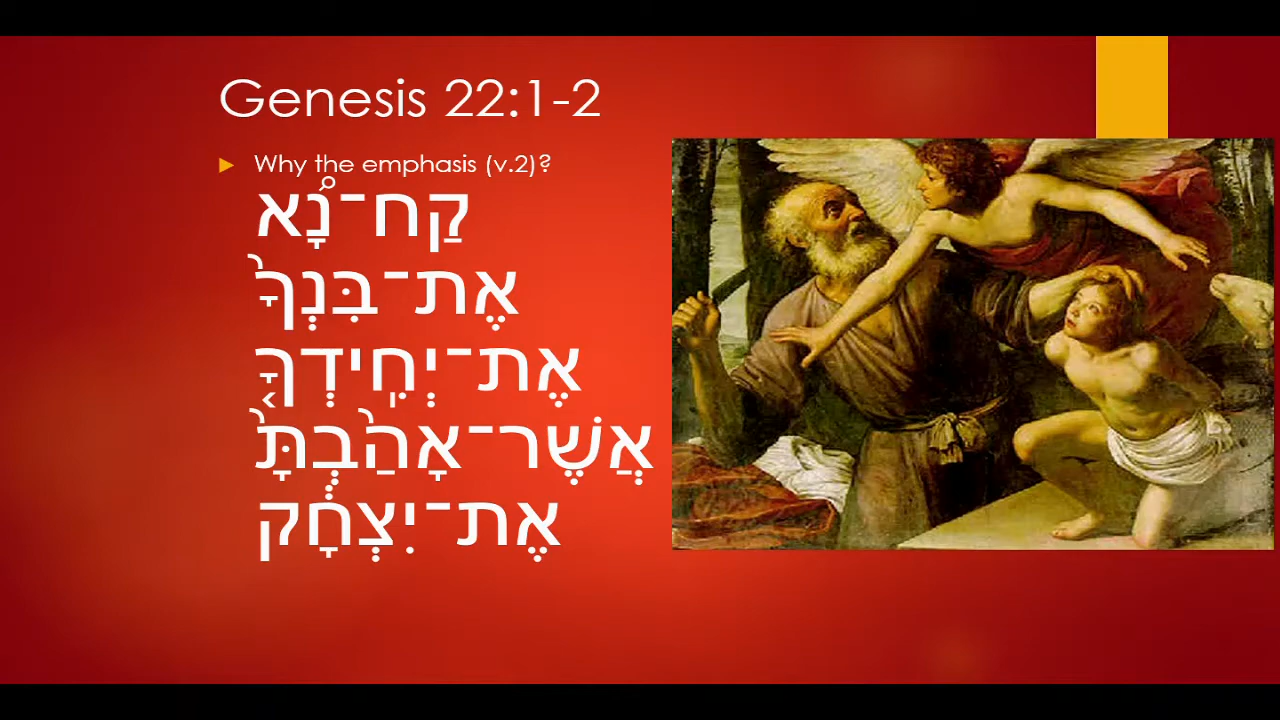 Genesis 22:1-2
Why the emphasis (v.2)?
קַח־נָ֠א
אֶת־בִּנְךָ֨
אֶת־יְחִֽידְךָ֤
אֲשֶׁר־אָהַ֨בְתָּ֙
אֶת־יִצְחָ֔ק